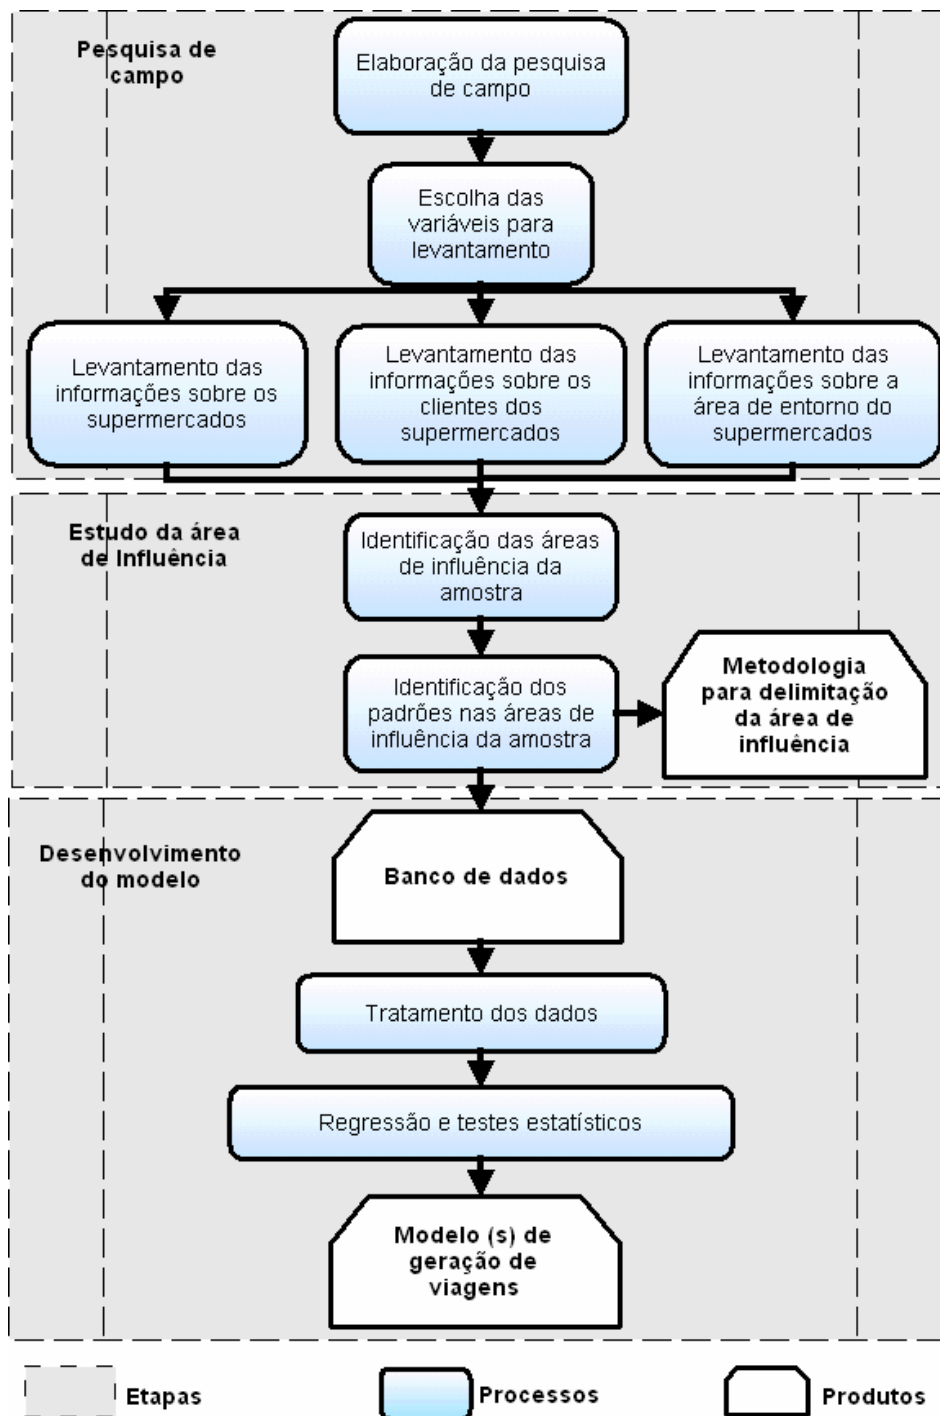 Pesquisa de
campo
Elaboração da pesquisa
de campo
Escolha das
variáveis para
levantamento
Levantamento das
informações sobre os
supermercados
Levantamento das
informações sobre os
clientes dos
supermercados
Levantamento das
informações sobre a
área de entorno do
supermercados
Estudo da área
de Influência
Identificação das áreas
de influência da
amostra
Identificação dos
padrões nas áreas de
influência da amostra
Metodologia
para delimitação
da área de
influência
Desenvolvimento
do modelo
Banco de dados
Tratamento dos dados
Regressão e testes estatísticos
Modelo (s) de
geração de
viagens
Etapas
Processos
Produtos